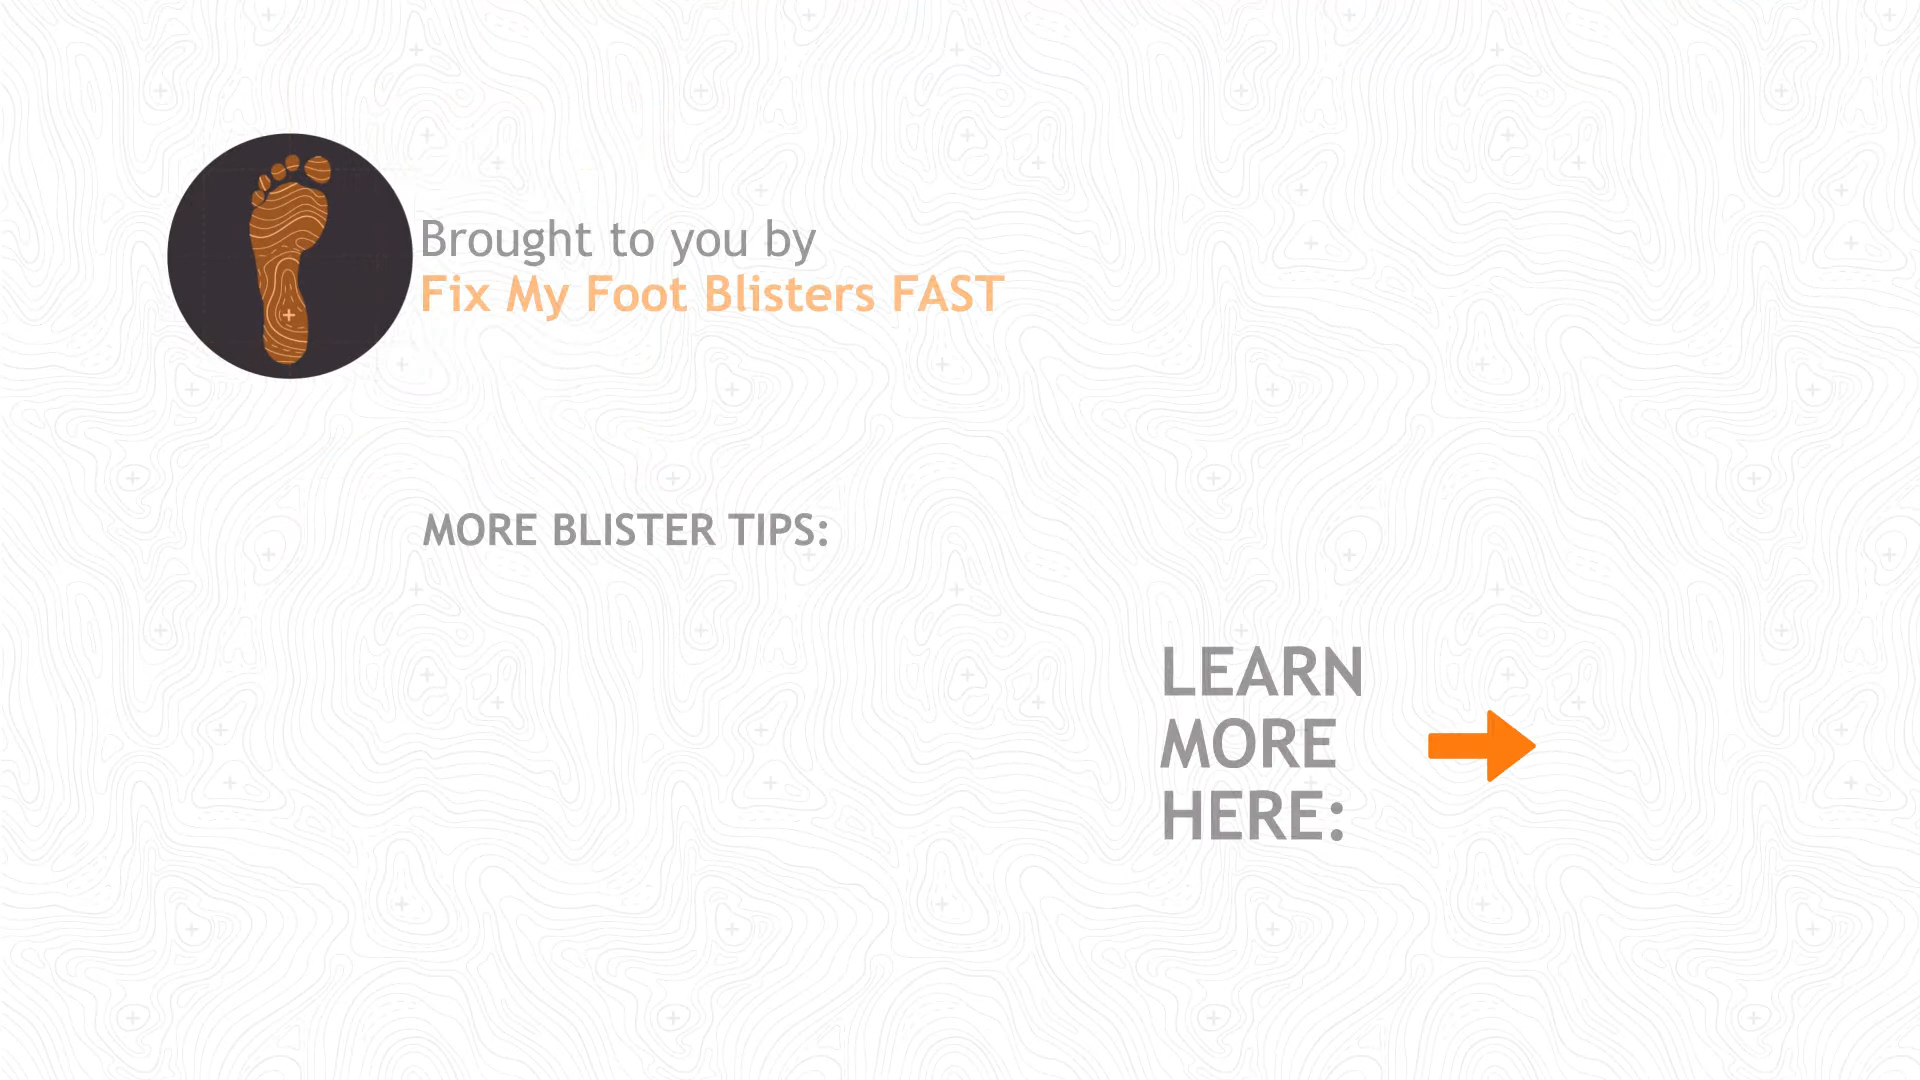 Brought to you by
Fix My Foot Blisters FAST
MORE BLISTER TIPS:
LEARN
MORE
HERE: